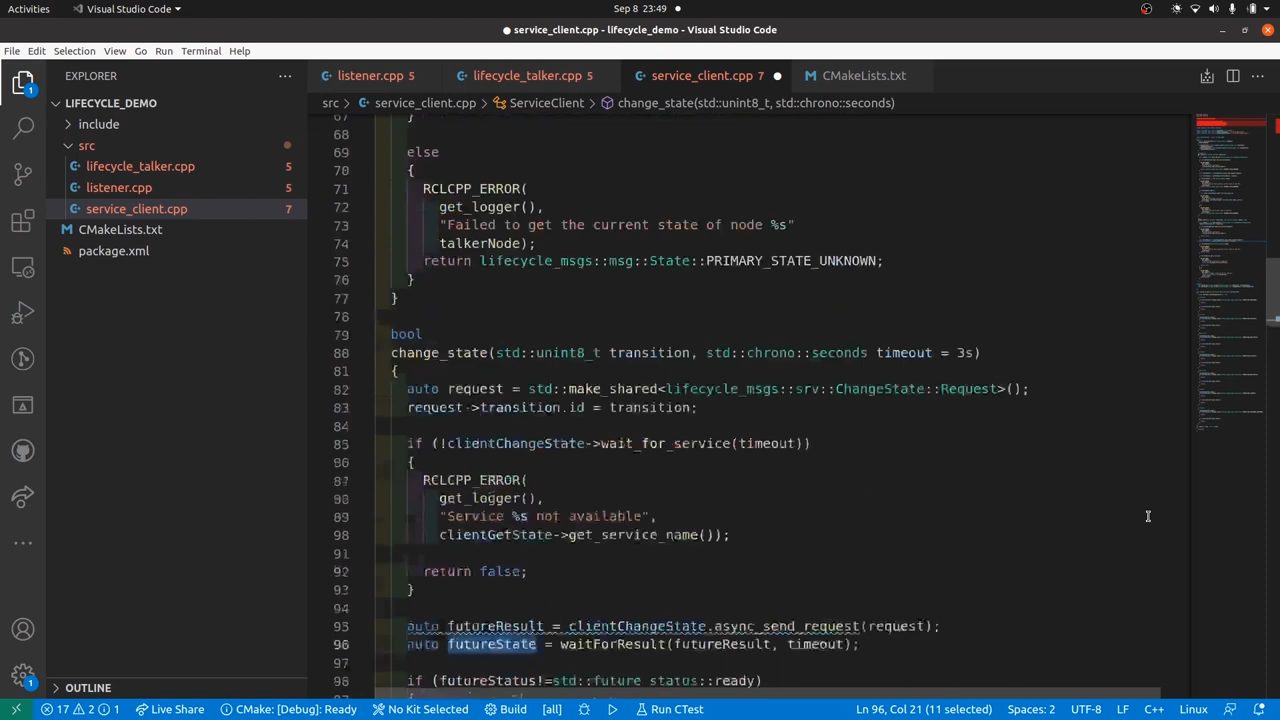 Activities
Visual Studio Code
Sep 8 23:49
service_client.cpp - lifecycle_demo - Visual Studio Code
File Edit Selection View Go Run Terminal Help
EXPLORER
listener.cpp 5
lifecycle_talker.cpp 5
service_client.cpp 7
CMakeLists.txt
src > service_client.cpp > ServiceClient > change_state(std::unint8_t, std::chrono::seconds)
LIFECYCLE_DEMO
include
src
lifecycle_talker.cpp 5
listener.cpp 5
service_client.cpp 7
CMakeLists.txt
package.xml
OUTLINE
1
67 }
68
69 else
70 {
71 RCLCPP_ERROR(
72 get_logger(),
73 "Failed to get the current state of node %s"
74 talkerNode);
75 return lifecycle_msgs::msg::State::PRIMARY_STATE_UNKNOWN;
76 }
77 }
78
79 bool
80 change_state(std::unint8_t transition, std::chrono::seconds timeout = 3s)
81 {
82 auto request = std::make_shared<lifecycle_msgs::srv::ChangeState::Request>();
83 request->transition.id = transition;
84
85 if (!clientChangeState->wait_for_service(timeout))
86 {
87 RCLCPP_ERROR(
88 get_logger(),
89 "Service %s not available",
90 clientGetState->get_service_name());
91
92 return false;
93 }
94
95 auto futureResult = clientChangeState.async_send_request(request);
96 auto futureState = waitForResult(futureResult, timeout);
97
98 if (futureStatus!=std::future_status::ready)
17 2 1
Live Share
CMake: [Debug]: Ready
No Kit Selected
Build
[all]
Run CTest
Ln 96, Col 21 (11 selected)
Spaces: 2
UTF-8
LF
C++
Linux